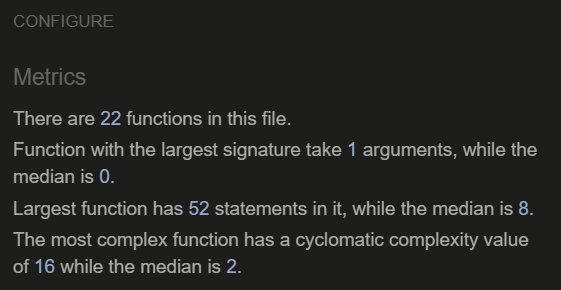 CONFIGURE
Metrics
There are 22 functions in this file.
Function with the largest signature take 1 arguments, while the
median is 0.
Largest function has 52 statements in it, while the median is 8.
The most complex function has a cyclomatic complexity value
of 16 while the median is 2.